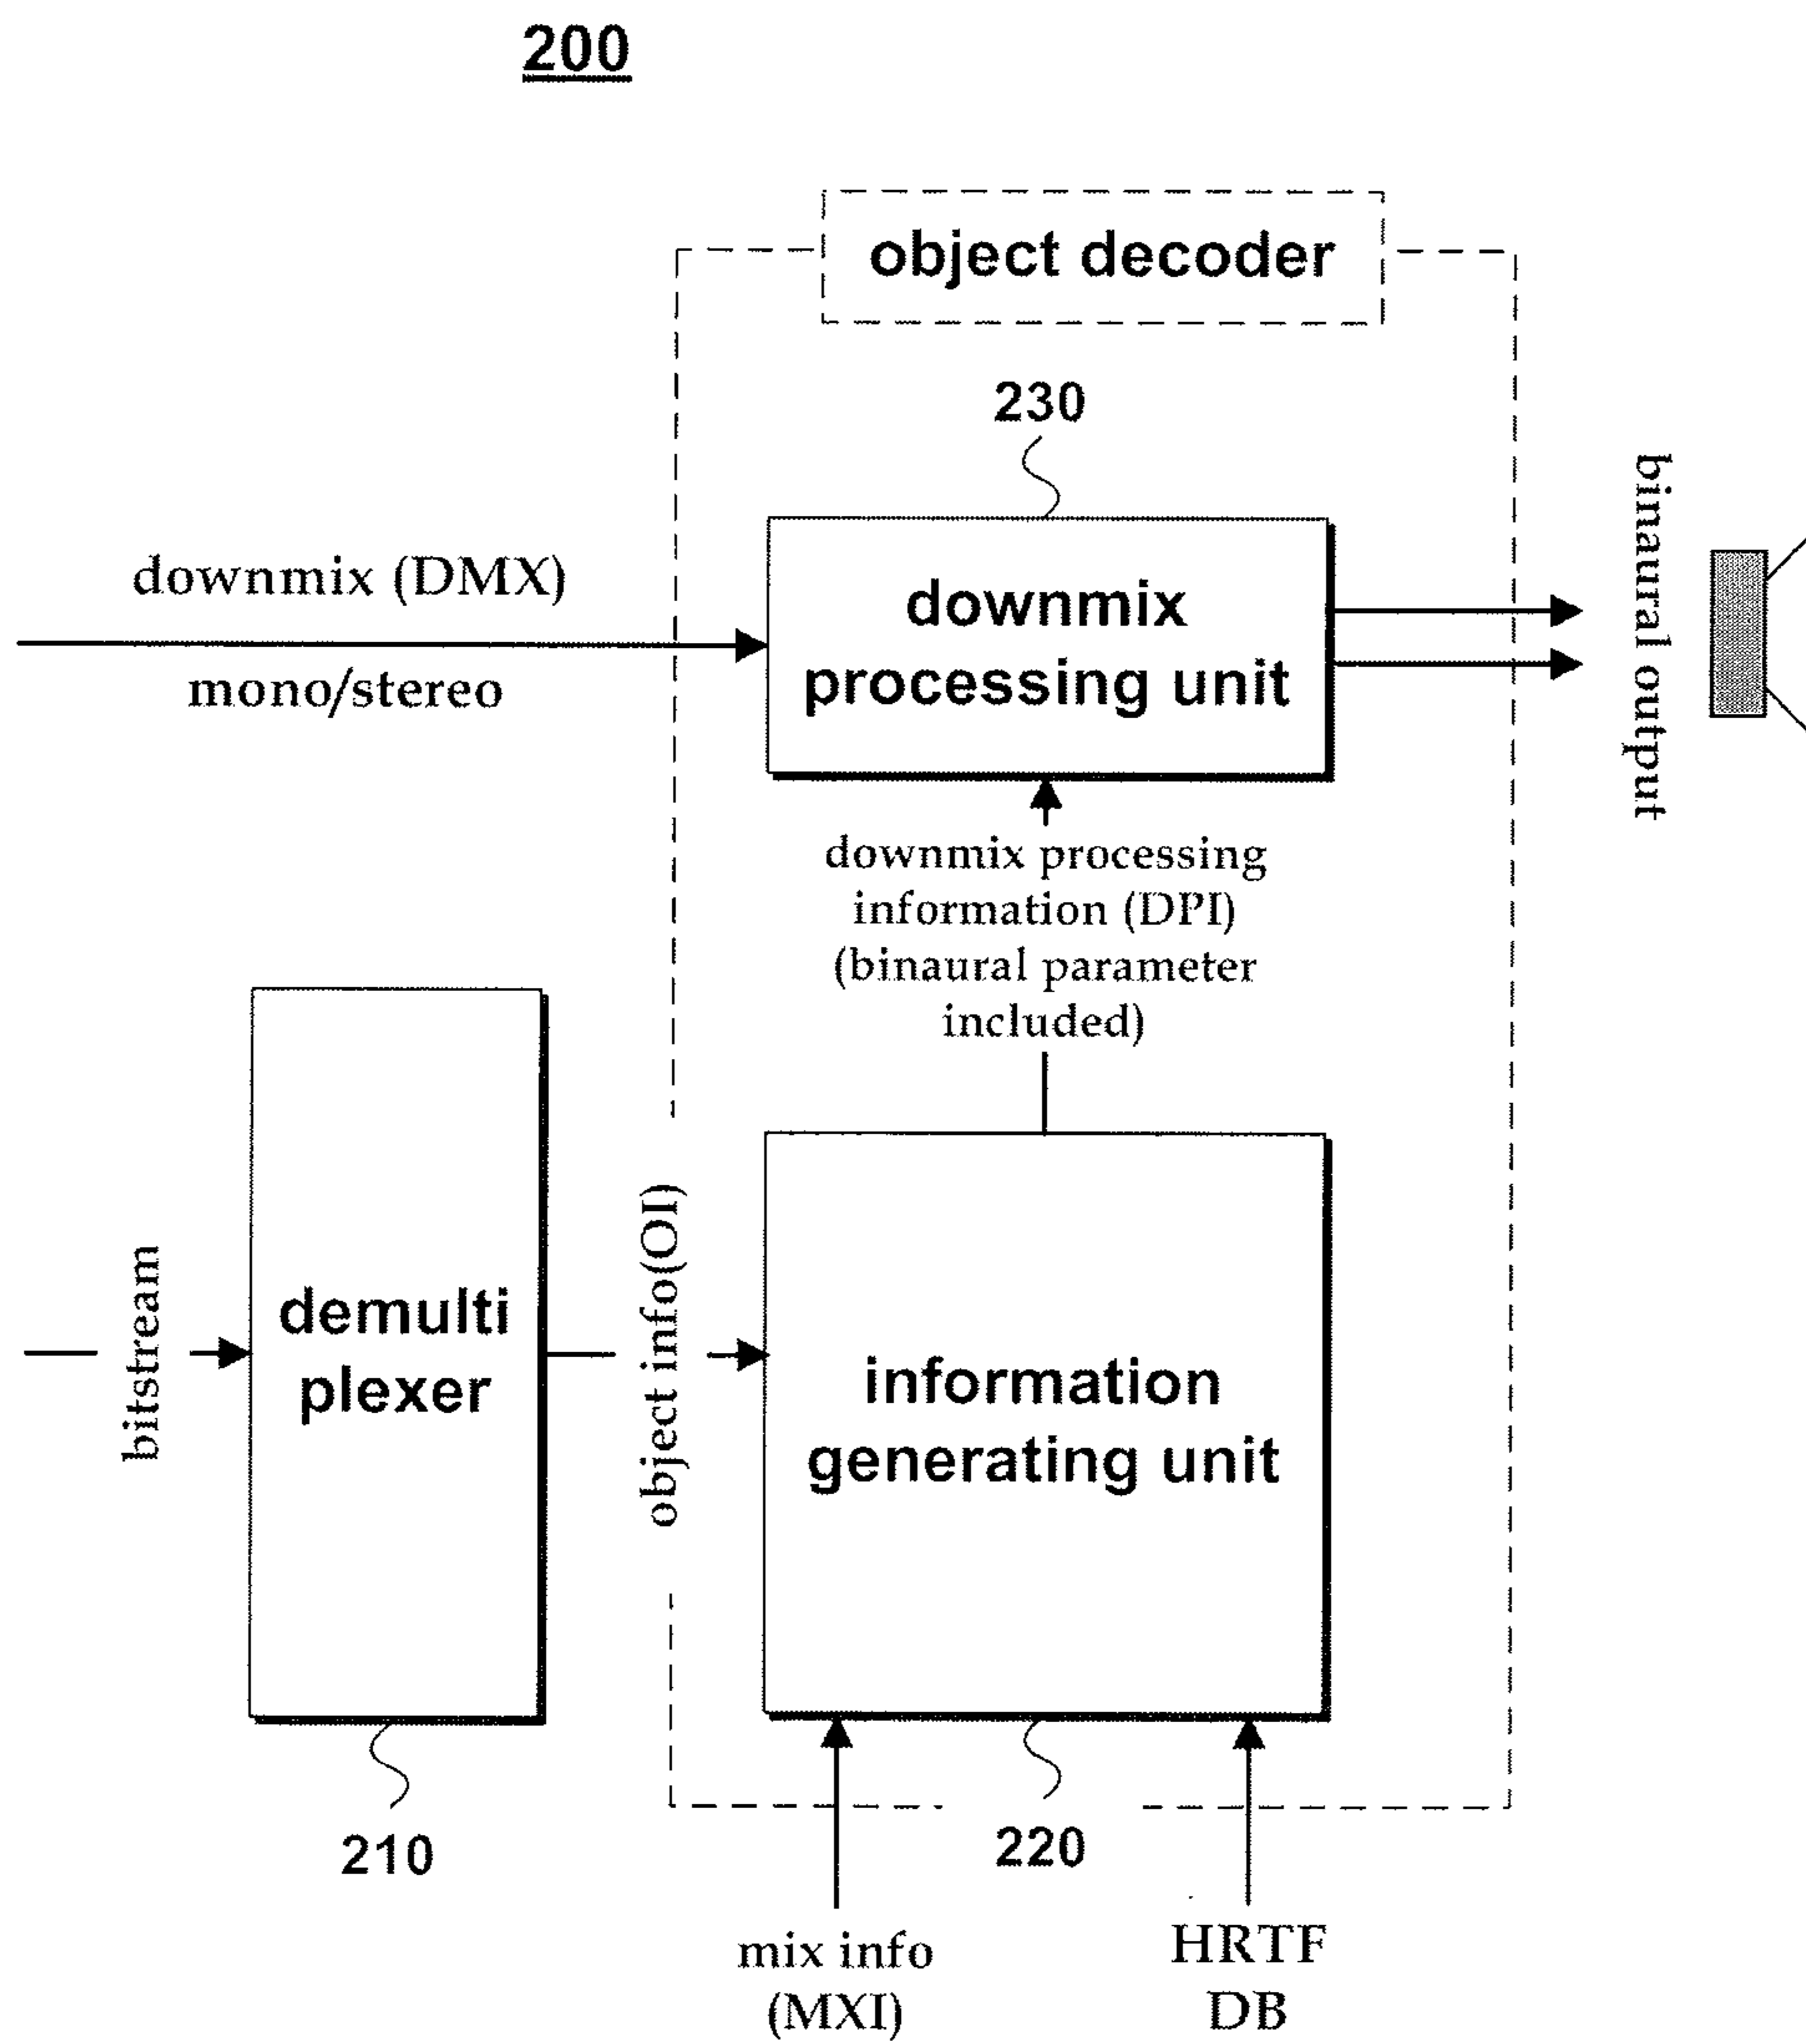 200
object decoder
230
downmix (DMX)
mono/stereo
downmix
processing unit
binaural output
downmix processing
information (DPI)
(binaural parameter
included)
bitstream
demulti
plexer
object info(OI)
information
generating unit
210
220
mix info
(MXI)
HRTF
DB